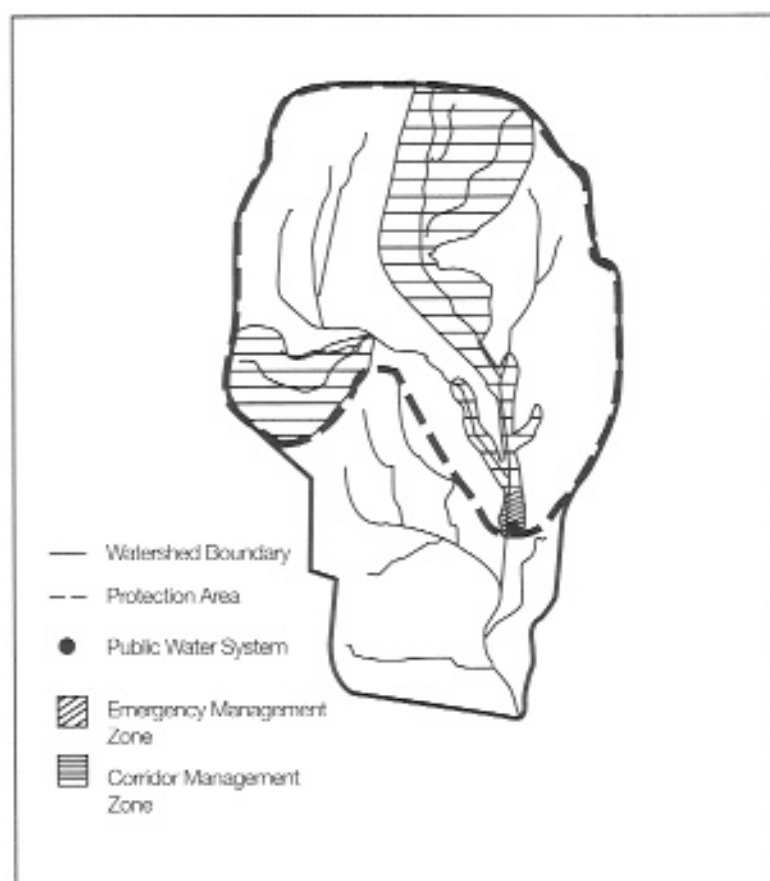 Watershed Boundary
Protection Area
Public Water System
Emergency Management
Zone
Corridor Management
Zone